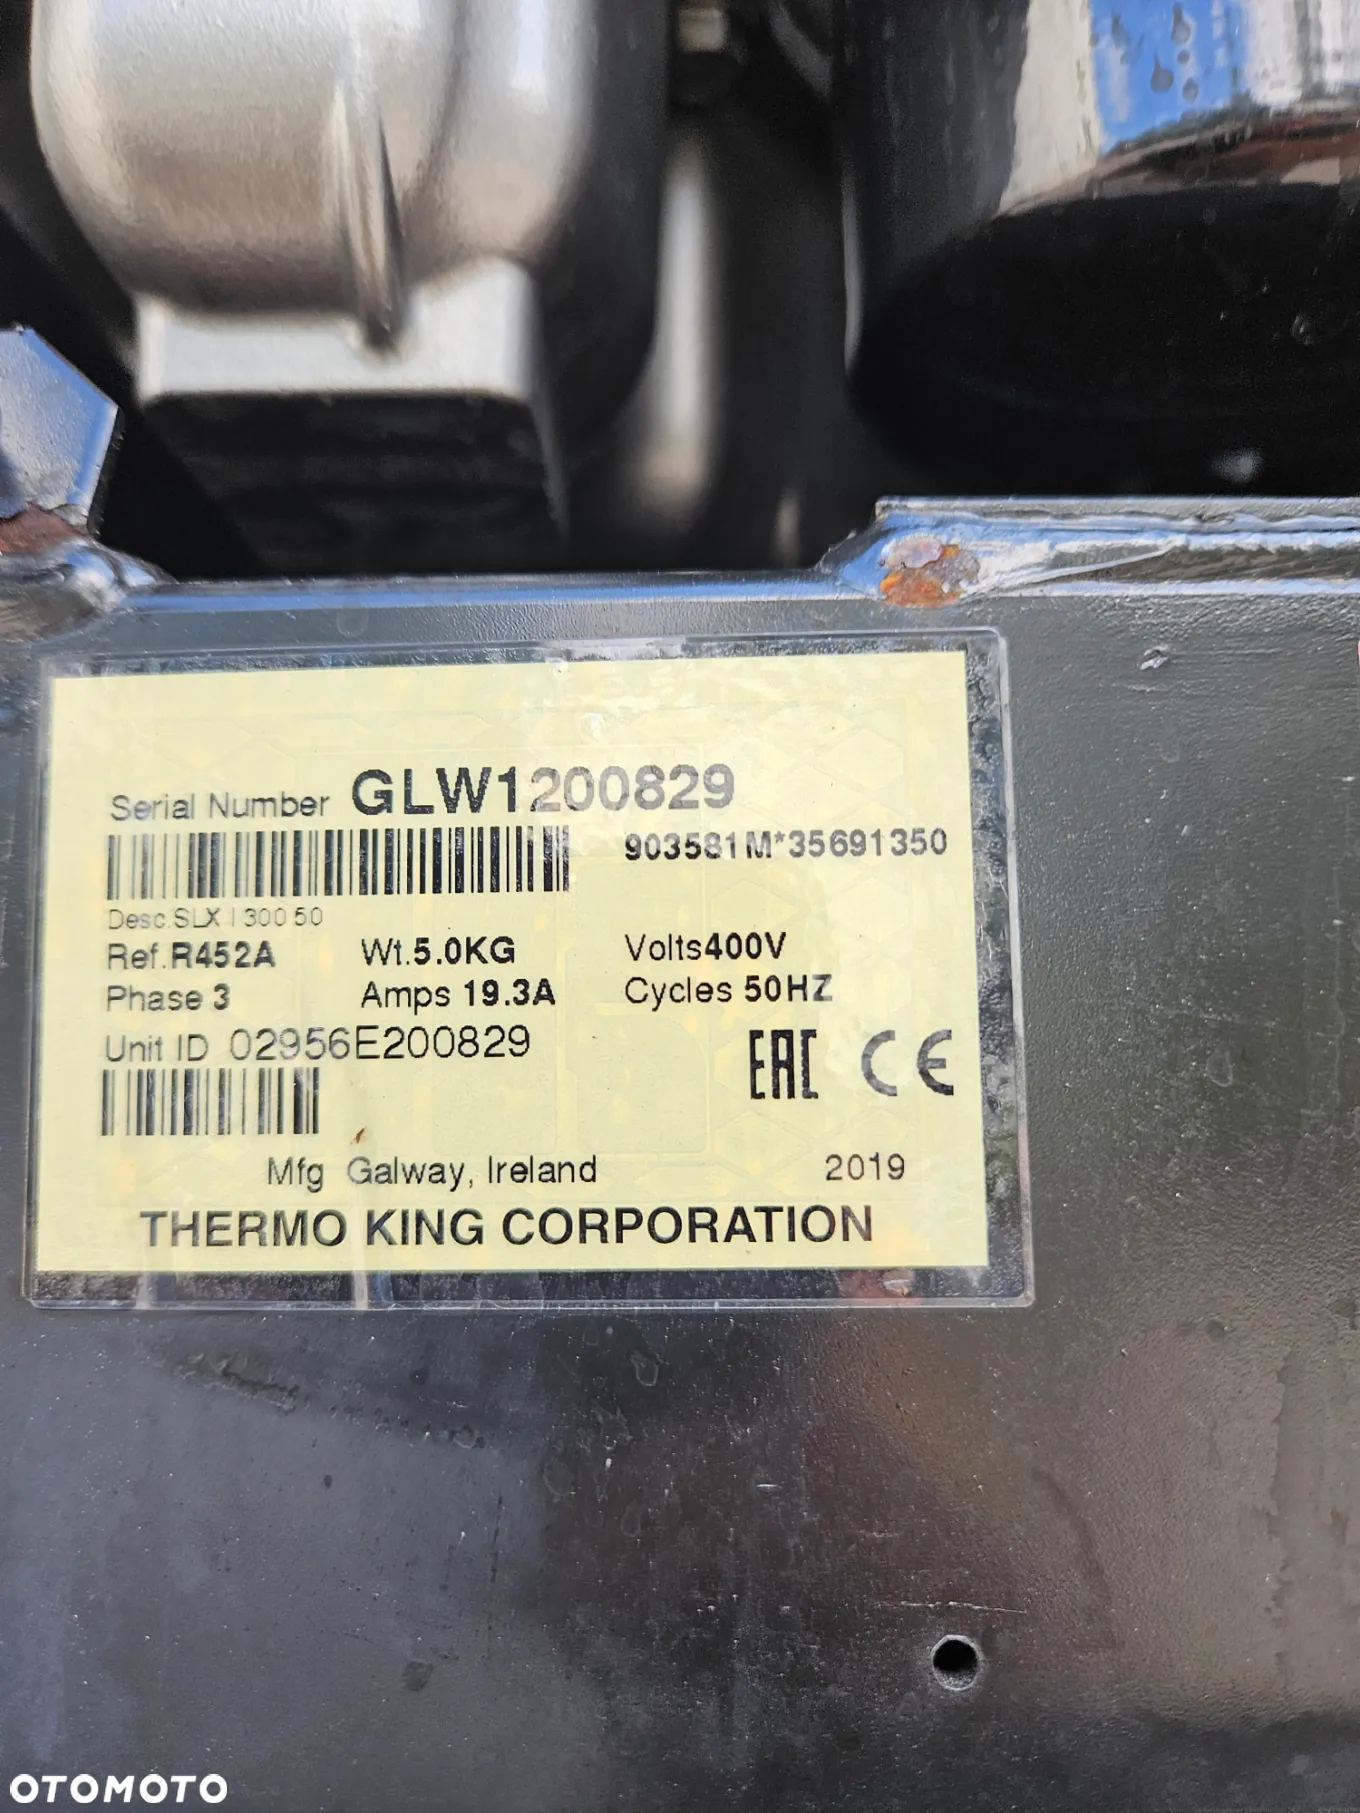 Serial Number GLW1200829
903581M*35691350
Desc.SLX I 300 50
Ref.R452A Wt.5.0KG Volts400V
Phase 3 Amps 19.3A Cycles 50HZ
Unit ID 02956E200829
EAC CE
Mfg Galway, Ireland 2019
THERMO KING CORPORATION
OTOMOTO